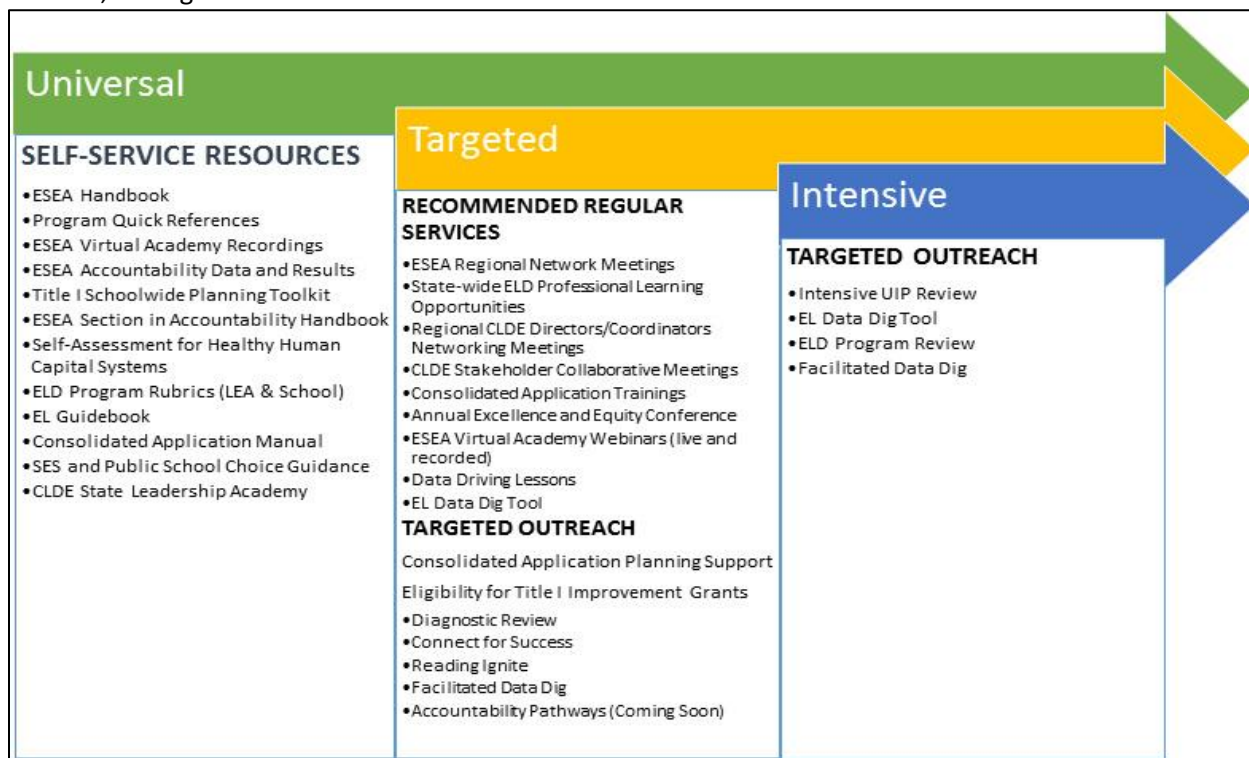 Universal
SELF-SERVICE RESOURCES
•ESEA Handbook
•Program Quick References
•ESEA Virtual Academy Recordings
•ESEA Accountability Data and Results
•Title I Schoolwide Planning Toolkit
•ESEA Section in Accountability Handbook
•Self-Assessment for Healthy Human
Capital Systems
•ELD Program Rubrics (LEA & School)
•EL Guidebook
•Consolidated Application Manual
•SES and Public School Choice Guidance
•CLDE State Leadership Academy
Targeted
RECOMMENDED REGULAR
SERVICES
•ESEA Regional Network Meetings
•State-wide ELD Professional Learning
Opportunities
•Regional CLDE Directors/Coordinators
Networking Meetings
•CLDE Stakeholder Collaborative Meetings
•Consolidated Application Trainings
•Annual Excellence and Equity Conference
•ESEA Virtual Academy Webinars (live and
recorded)
•Data Driving Lessons
•EL Data Dig Tool
TARGETED OUTREACH
Consolidated Application Planning Support
Eligibility for Title I Improvement Grants
•Diagnostic Review
•Connect for Success
•Reading Ignite
•Facilitated Data Dig
•Accountability Pathways (Coming Soon)
Intensive
TARGETED OUTREACH
•Intensive UIP Review
•EL Data Dig Tool
•ELD Program Review
•Facilitated Data Dig